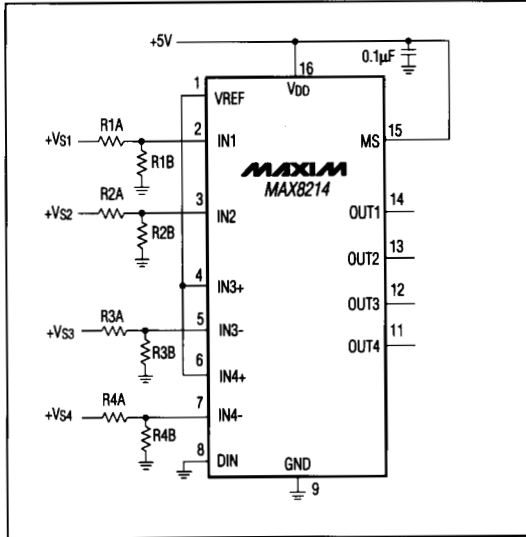 +5V
0.1µF
1
16
VREF
VDD
R1A
2
15
+VS1
IN1
MS
R1B
MAXIM
MAX8214
R2A
3
14
+VS2
IN2
OUT1
R2B
13
OUT2
4
IN3+
12
OUT3
R3A
5
+VS3
IN3-
11
OUT4
R3B
6
IN4+
R4A
7
+VS4
IN4-
R4B
8
DIN
GND
9